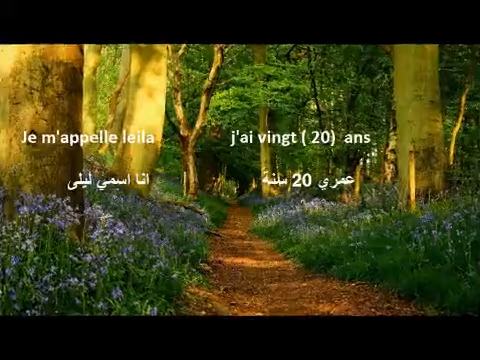 Je m'appelle leila
j'ai vingt ( 20)  ans
انا اسمي ليلى
عمري 20 سنة